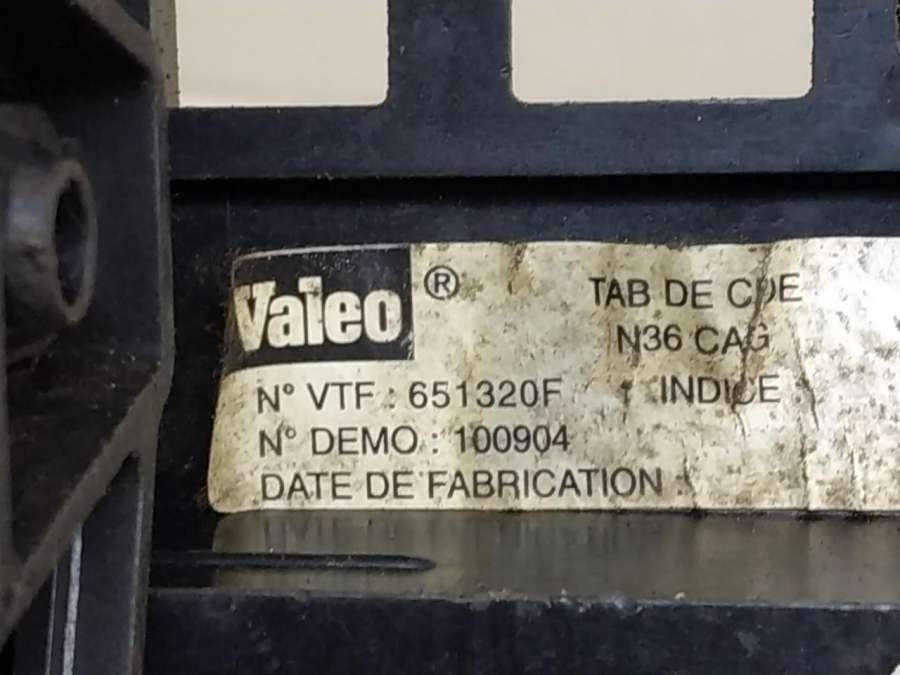 Valeo®
TAB DE CDE
N36 CAG
N° VTF : 651320F
INDICE :
N° DEMO : 100904
DATE DE FABRICATION :